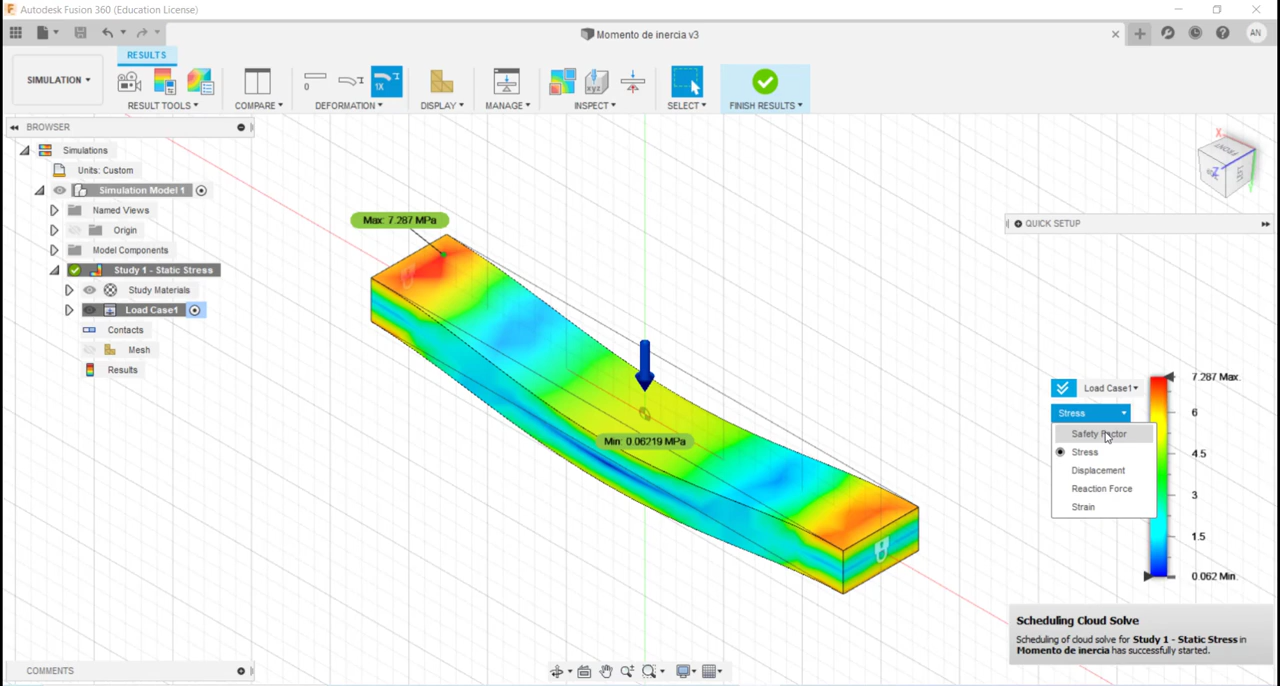 Autodesk Fusion 360 (Education License)
Momento de inercia v3
AN
RESULTS
SIMULATION
RESULT TOOLS
COMPARE
0
1X
DEFORMATION
DISPLAY
MANAGE
xyz
INSPECT
SELECT
FINISH RESULTS
BROWSER
Simulations
Units: Custom
Simulation Model 1
Named Views
Origin
Model Components
Study 1 - Static Stress
Study Materials
Load Case1
Contacts
Mesh
Results
Max: 7.287 MPa
Min: 0.06219 MPa
X
Z
FRONT
QUICK SETUP
Load Case1
Stress
Safety Factor
Stress
Displacement
Reaction Force
Strain
7.287 Max.
6
4.5
3
1.5
0.062 Min.
Scheduling Cloud Solve
Scheduling of cloud solve for Study 1 - Static Stress in
Momento de inercia has successfully started.
COMMENTS